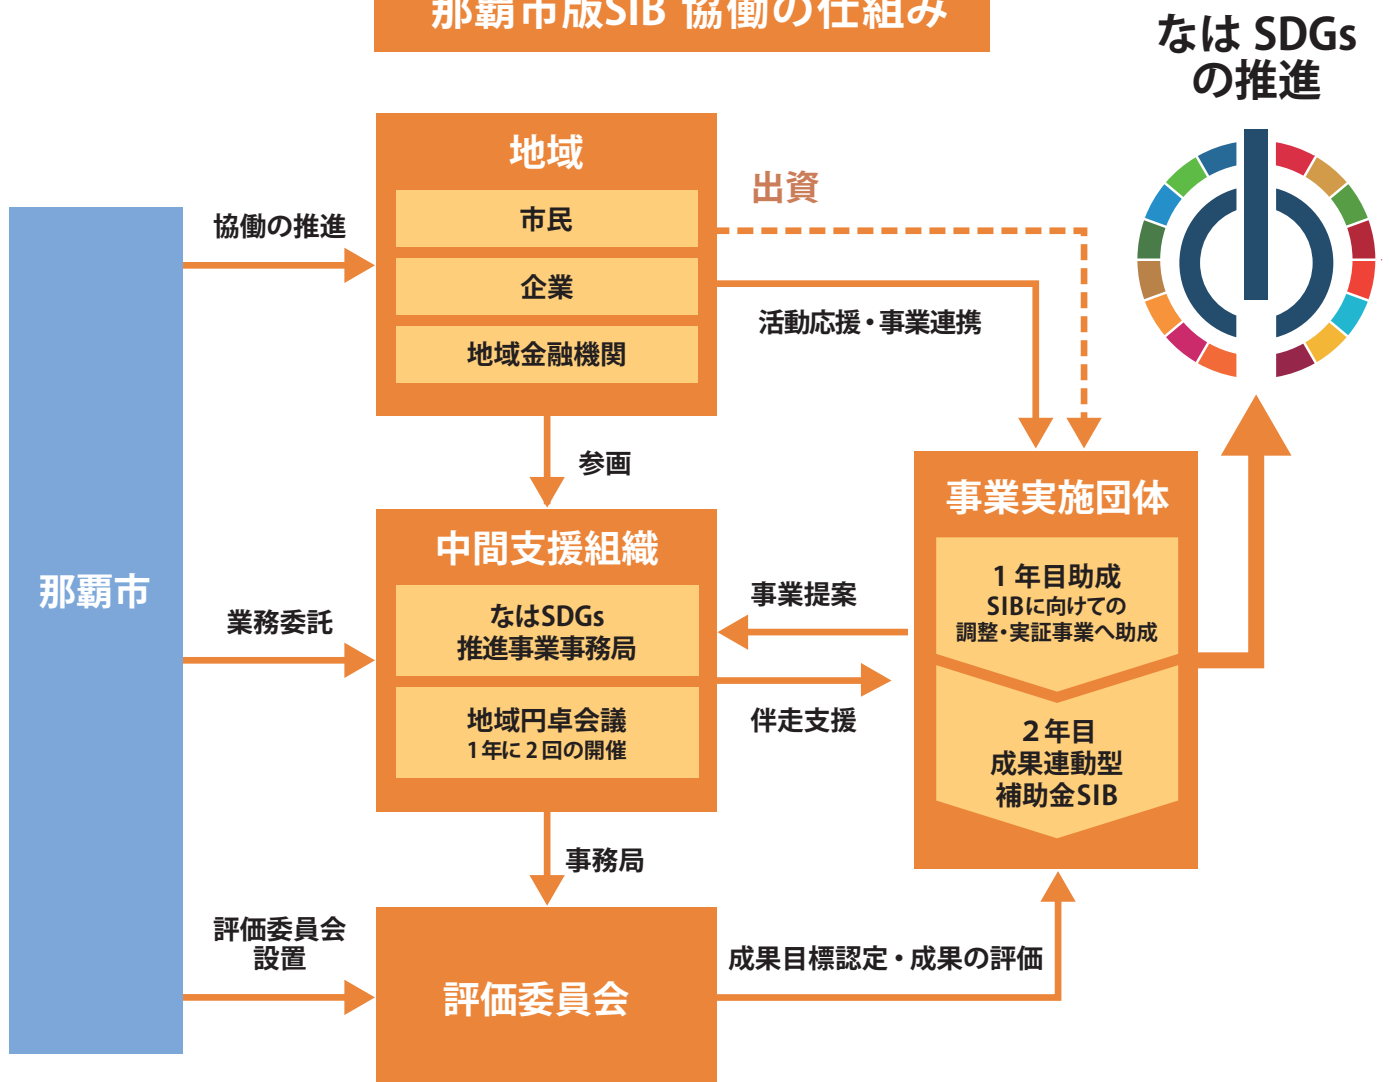 那覇市版SIB 協働の仕組み
なは SDGs
の推進
地域
市民
企業
地域金融機関
出資
協働の推進
活動応援・事業連携
参画
那覇市
中間支援組織
なはSDGs
推進事業事務局
地域円卓会議
1年に2回の開催
業務委託
事業提案
伴走支援
事業実施団体
1年目助成
SIBに向けての
調整・実証事業へ助成
2年目
成果連動型
補助金SIB
事務局
評価委員会
設置
評価委員会
成果目標認定・成果の評価